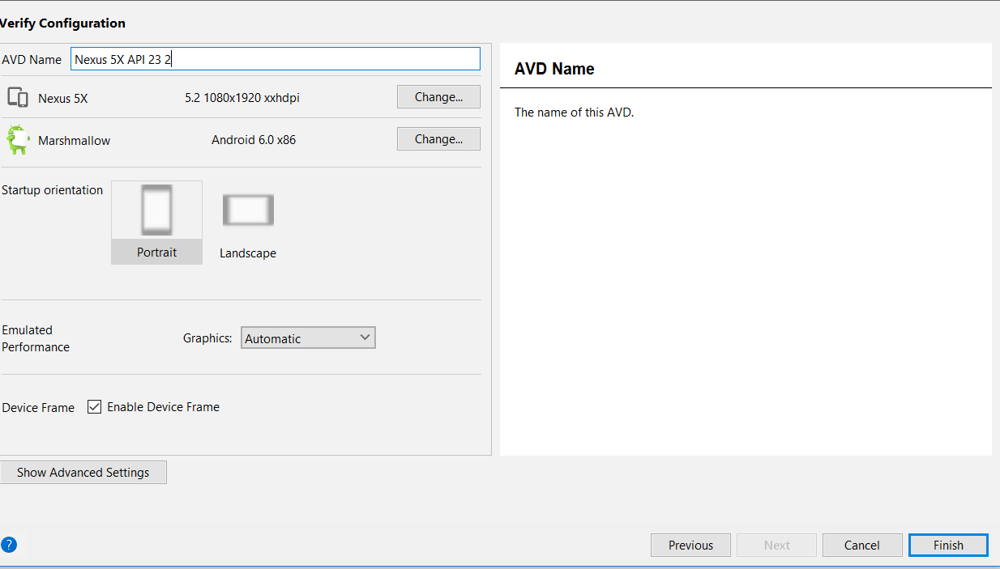 Verify Configuration
AVD Name Nexus 5X API 23 2
Nexus 5X 5.2 1080x1920 xxhdpi Change...
Marshmallow Android 6.0 x86 Change...
Startup orientation
Portrait
Landscape
Emulated
Performance
Graphics: Automatic
Device Frame Enable Device Frame
Show Advanced Settings
AVD Name
The name of this AVD.
?
Previous Next Cancel Finish